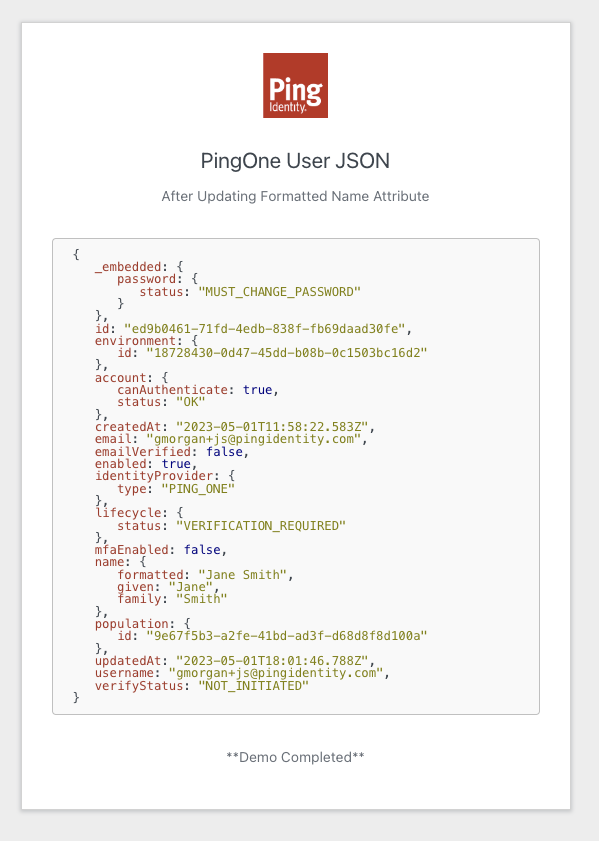 Ping
Identity.
PingOne User JSON
After Updating Formatted Name Attribute
{
   _embedded: {
      password: {
         status: "MUST_CHANGE_PASSWORD"
      }
   },
   id: "ed9b0461-71fd-4edb-838f-fb69daad30fe",
   environment: {
      id: "18728430-0d47-45dd-b08b-0c1503bc16d2"
   },
   account: {
      canAuthenticate: true,
      status: "OK"
   },
   createdAt: "2023-05-01T11:58:22.583Z",
   email: "gmorgan+js@pingidentity.com",
   emailVerified: false,
   enabled: true,
   identityProvider: {
      type: "PING_ONE"
   },
   lifecycle: {
      status: "VERIFICATION_REQUIRED"
   },
   mfaEnabled: false,
   name: {
      formatted: "Jane Smith",
      given: "Jane",
      family: "Smith"
   },
   population: {
      id: "9e67f5b3-a2fe-41bd-ad3f-d68d8f8d100a"
   },
   updatedAt: "2023-05-01T18:01:46.788Z",
   username: "gmorgan+js@pingidentity.com",
   verifyStatus: "NOT_INITIATED"
}
**Demo Completed**